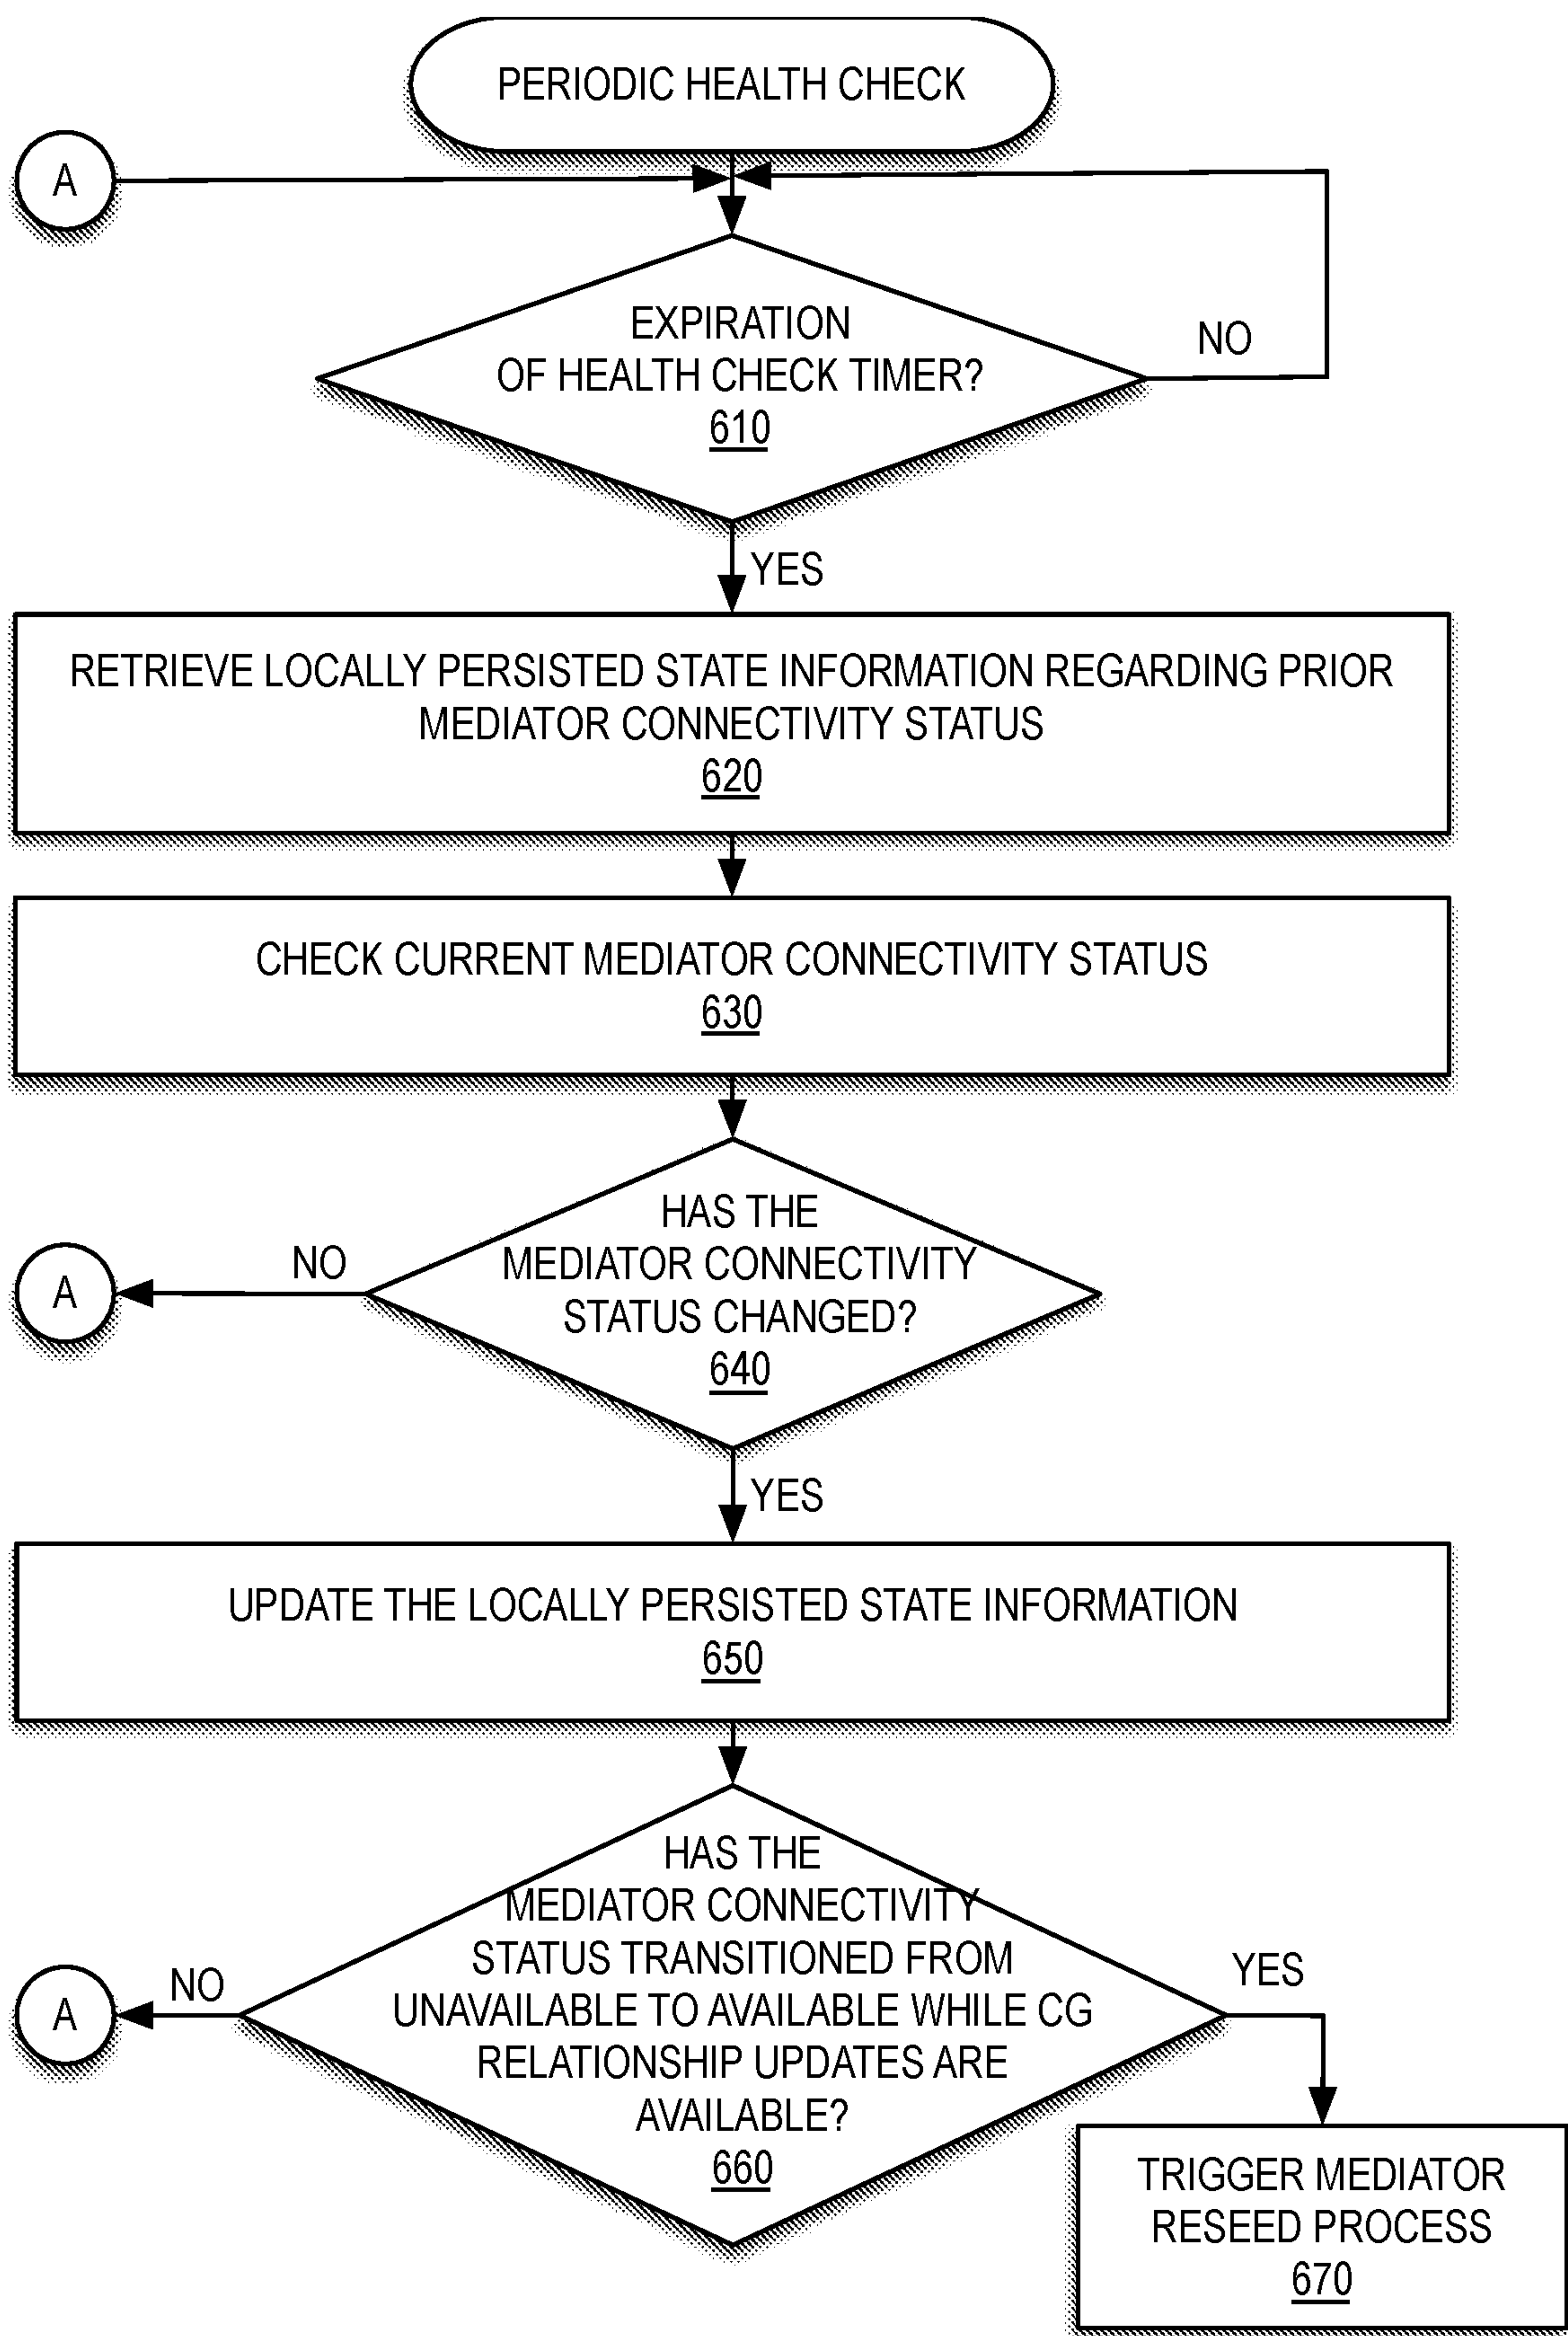 PERIODIC HEALTH CHECK
A
EXPIRATION
OF HEALTH CHECK TIMER?
610
NO
YES
RETRIEVE LOCALLY PERSISTED STATE INFORMATION REGARDING PRIOR
MEDIATOR CONNECTIVITY STATUS
620
CHECK CURRENT MEDIATOR CONNECTIVITY STATUS
630
HAS THE
MEDIATOR CONNECTIVITY
STATUS CHANGED?
640
NO
A
YES
UPDATE THE LOCALLY PERSISTED STATE INFORMATION
650
HAS THE
MEDIATOR CONNECTIVITY
STATUS TRANSITIONED FROM
UNAVAILABLE TO AVAILABLE WHILE CG
RELATIONSHIP UPDATES ARE
AVAILABLE?
660
NO
A
YES
TRIGGER MEDIATOR
RESEED PROCESS
670